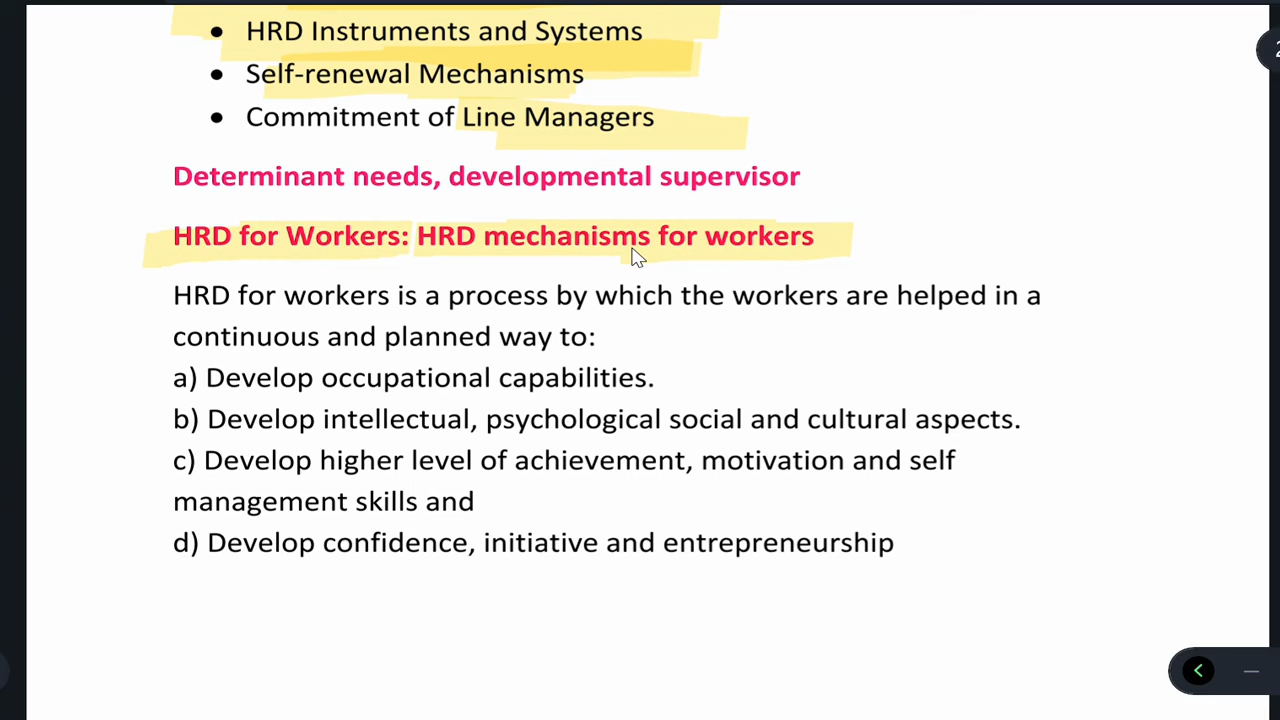 • HRD Instruments and Systems
• Self-renewal Mechanisms
• Commitment of Line Managers
Determinant needs, developmental supervisor
HRD for Workers: HRD mechanisms for workers
HRD for workers is a process by which the workers are helped in a
continuous and planned way to:
a) Develop occupational capabilities.
b) Develop intellectual, psychological social and cultural aspects.
c) Develop higher level of achievement, motivation and self
management skills and
d) Develop confidence, initiative and entrepreneurship